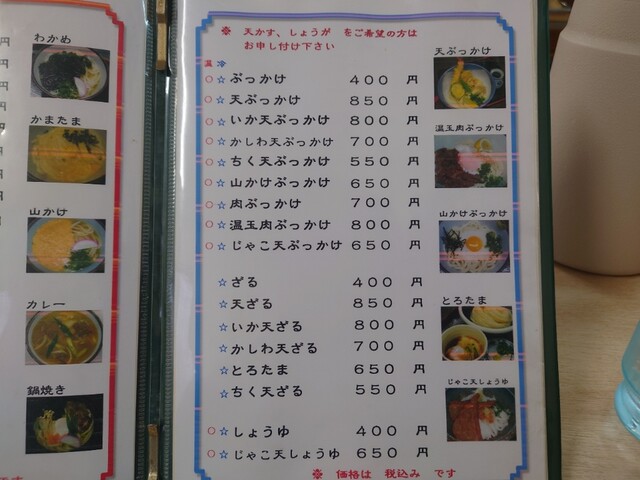 わかめ
かまたま
山かけ
カレー
鍋焼き
※ 天かす、しょうが をご希望の方は
お申し付け下さい
温 冷
○☆ぶっかけ 400 円
○☆天ぶっかけ 850 円
○☆いか天ぶっかけ 800 円
○☆かしわ天ぶっかけ 700 円
○☆ちく天ぶっかけ 550 円
○☆山かけぶっかけ 650 円
○☆肉ぶっかけ 700 円
○☆温玉肉ぶっかけ 800 円
○☆じゃこ天ぶっかけ 650 円
☆ざる 400 円
☆天ざる 850 円
☆いか天ざる 800 円
☆かしわ天ざる 700 円
☆とろたま 650 円
☆ちく天ざる 550 円
○☆しょうゆ 400 円
○☆じゃこ天しょうゆ 650 円
※ 価格は 税込み です
天ぶっかけ
温玉肉ぶっかけ
山かけぶっかけ
とろたま
じゃこ天しょうゆ